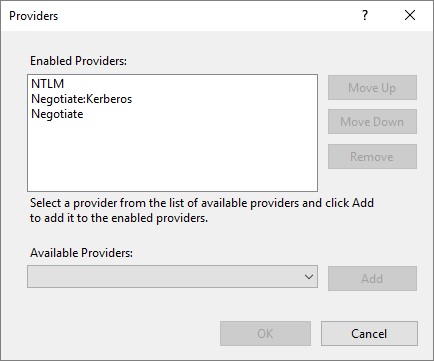 Providers
?
Enabled Providers:
NTLM
Negotiate:Kerberos
Negotiate
Move Up
Move Down
Remove
Select a provider from the list of available providers and click Add
to add it to the enabled providers.
Available Providers:
Add
OK
Cancel